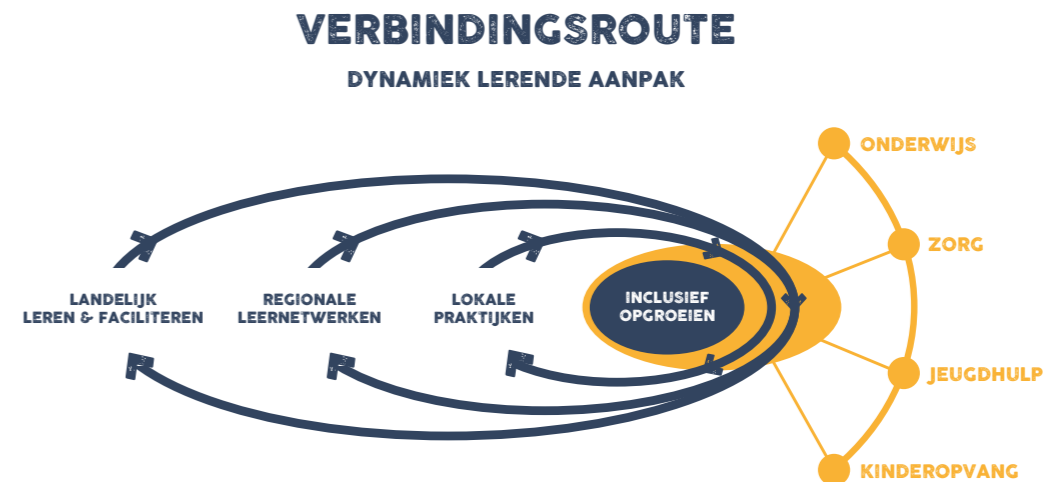 VERBINDINGSROUTE
DYNAMIEK LERENDE AANPAK
ONDERWIJS
ZORG
LANDELIJK
LEREN & FACILITEREN
REGIONALE
LEERNETWERKEN
LOKALE
PRAKTIJKEN
INCLUSIEF
OPGROEIEN
JEUGDHULP
KINDEROPVANG